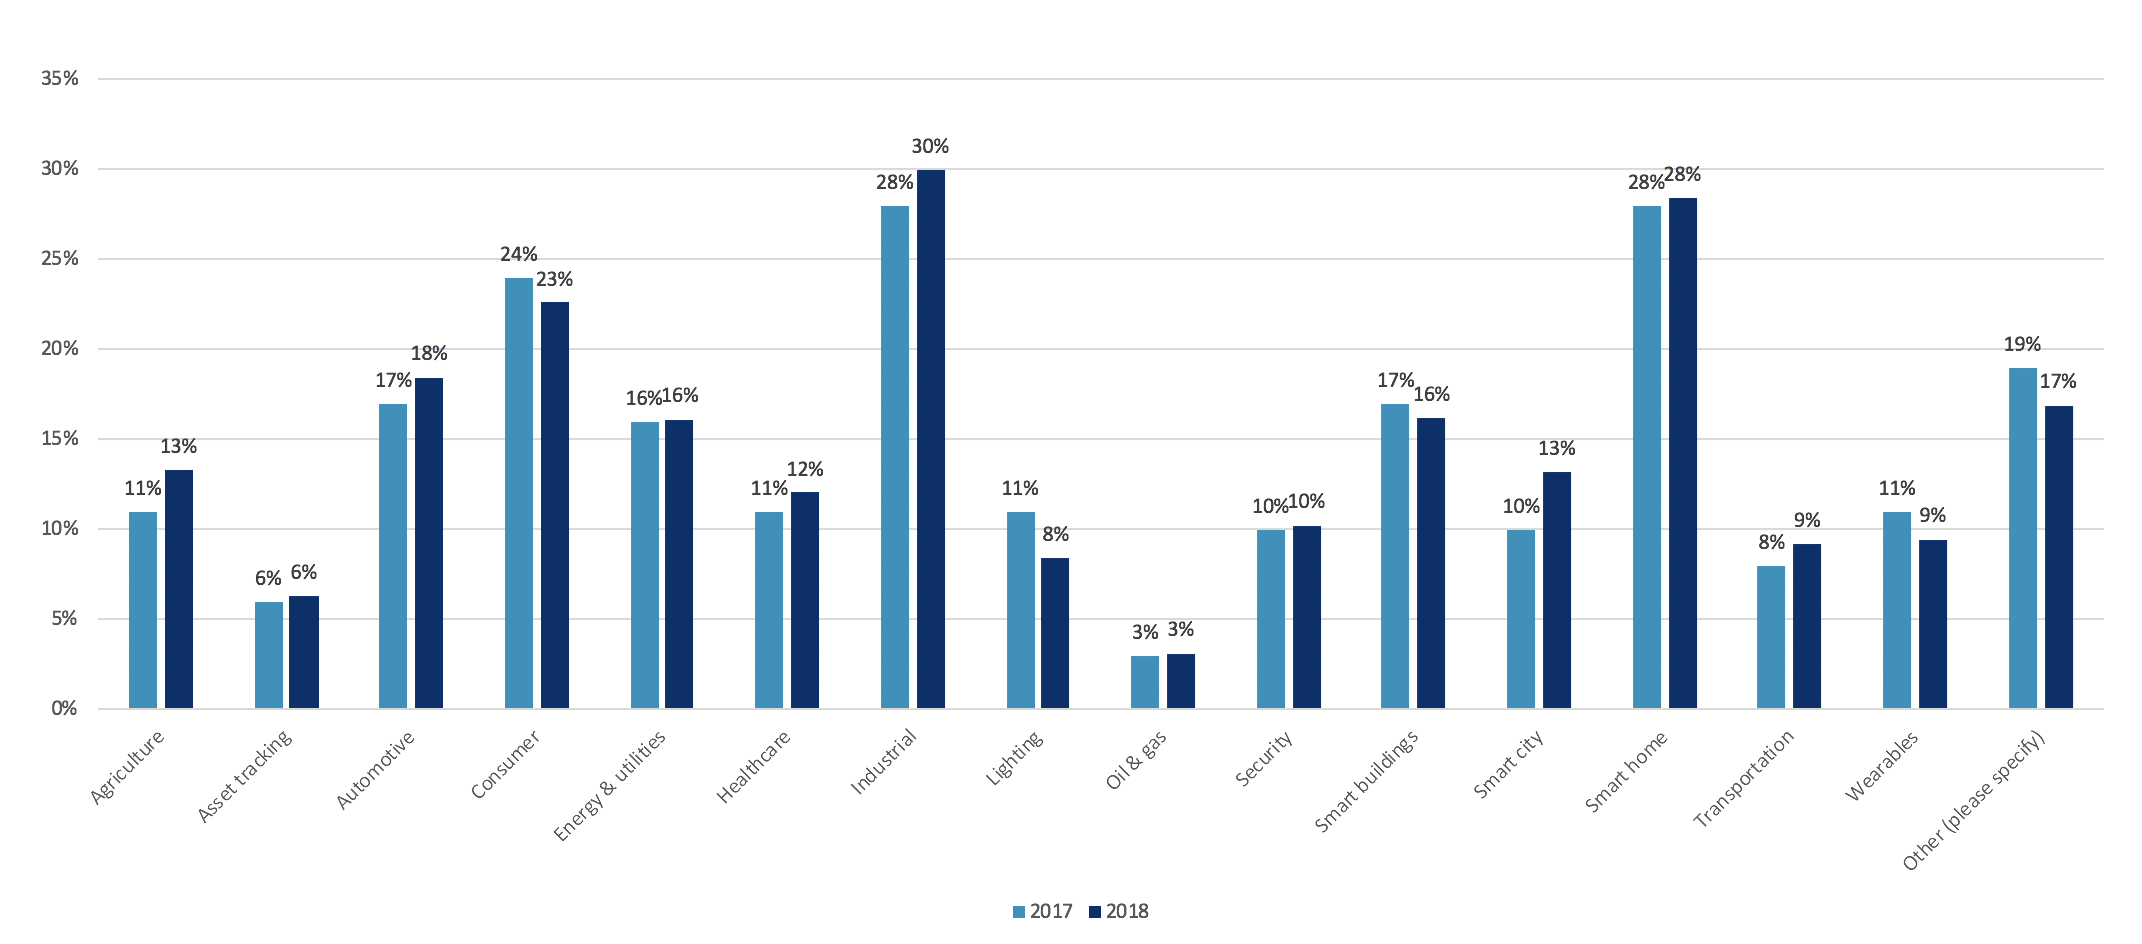 35%
30%
25%
20%
15%
10%
5%
0%
11% 13%
6% 6%
17% 18%
24% 23%
16% 16%
11% 12%
28% 30%
11% 8%
3% 3%
10% 10%
17% 16%
10% 13%
28% 28%
8% 9%
11% 9%
19% 17%
Agriculture
Asset tracking
Automotive
Consumer
Energy & utilities
Healthcare
Industrial
Lighting
Oil & gas
Security
Smart buildings
Smart city
Smart home
Transportation
Wearables
Other (please specify)
2017 2018